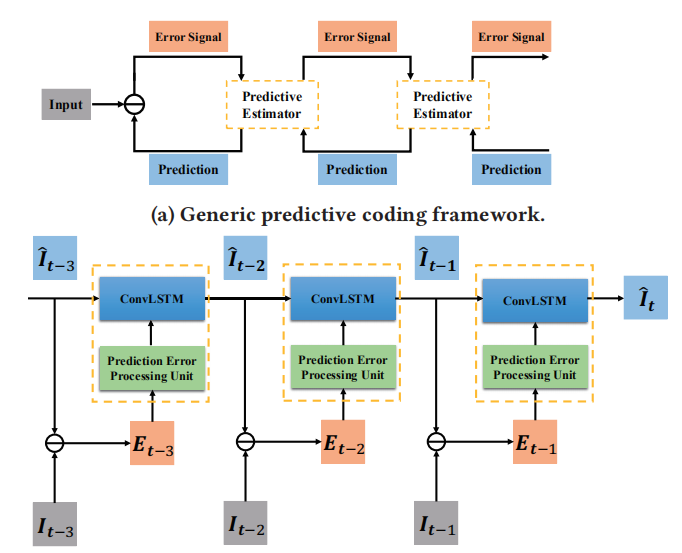 Error Signal
Error Signal
Error Signal
Input
Predictive
Estimator
Predictive
Estimator
Prediction
Prediction
Prediction
(a) Generic predictive coding framework.
Î_{t−3}
Î_{t−2}
Î_{t−1}
ConvLSTM
ConvLSTM
ConvLSTM
Î_t
Prediction Error
Processing Unit
Prediction Error
Processing Unit
Prediction Error
Processing Unit
E_{t−3}
E_{t−2}
E_{t−1}
I_{t−3}
I_{t−2}
I_{t−1}